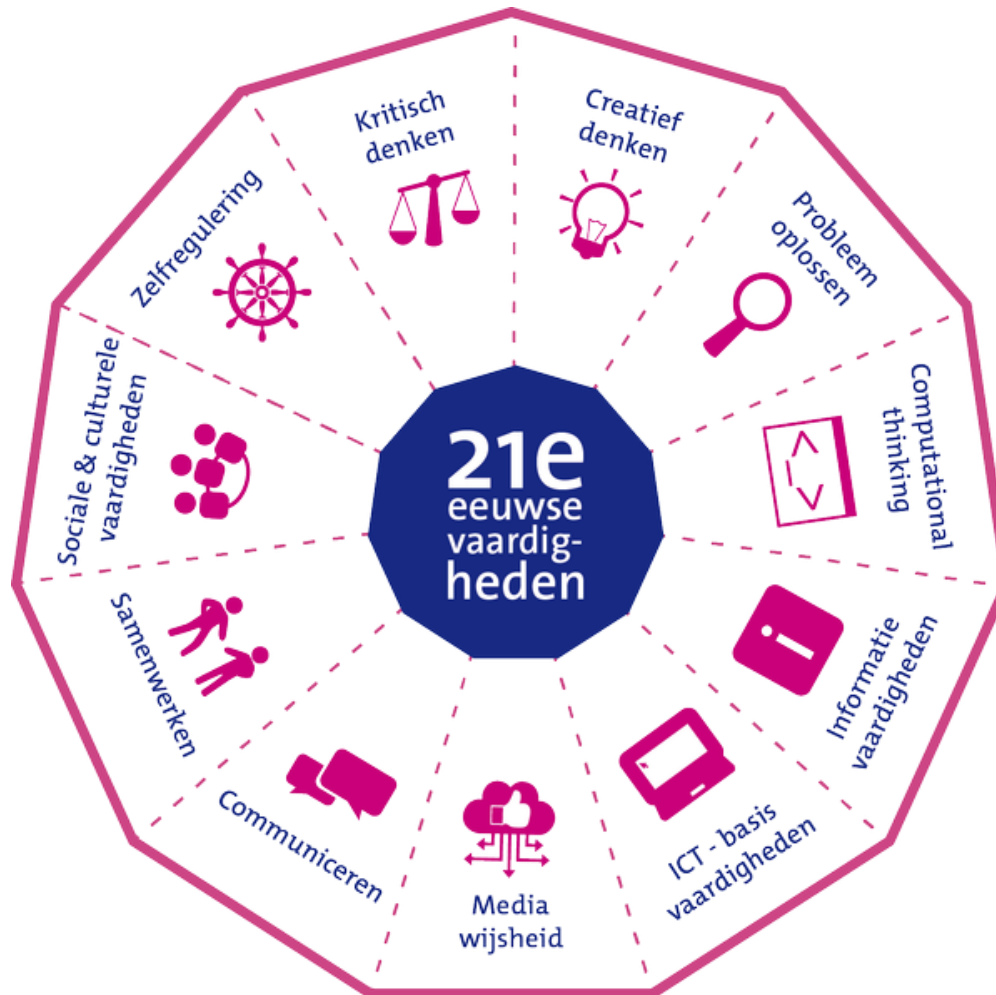 21e
eeuwse
vaardig-
heden
Kritisch
denken
Creatief
denken
Probleem
oplossen
Computational
thinking
Informatie
vaardigheden
ICT - basis
vaardigheden
Media
wijsheid
Communiceren
Samenwerken
Sociale & culturele
vaardigheden
Zelfregulering